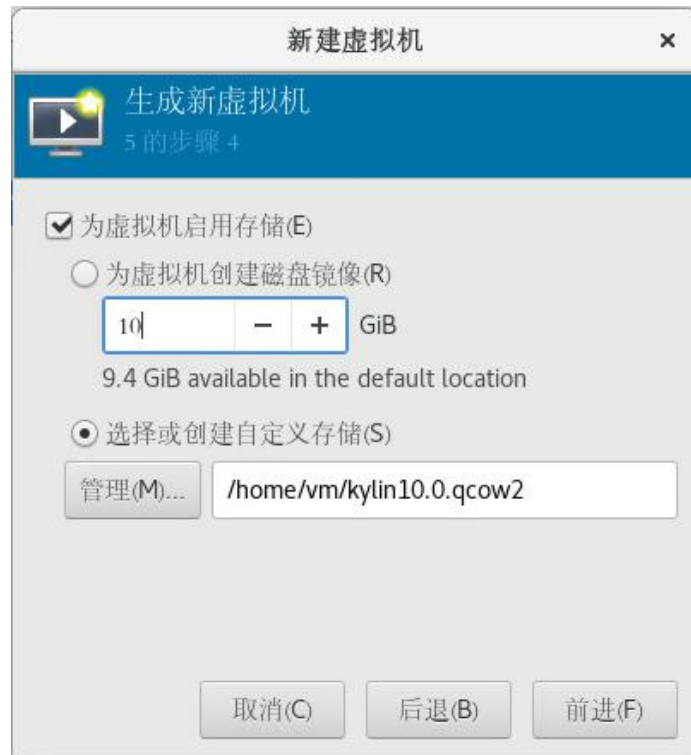 新建虚拟机 ×
生成新虚拟机
5 的步骤 4
为虚拟机启用存储(E)
为虚拟机创建磁盘镜像(R)
10 − + GiB
9.4 GiB available in the default location
选择或创建自定义存储(S)
管理(M)... /home/vm/kylin10.0.qcow2
取消(C) 后退(B) 前进(F)